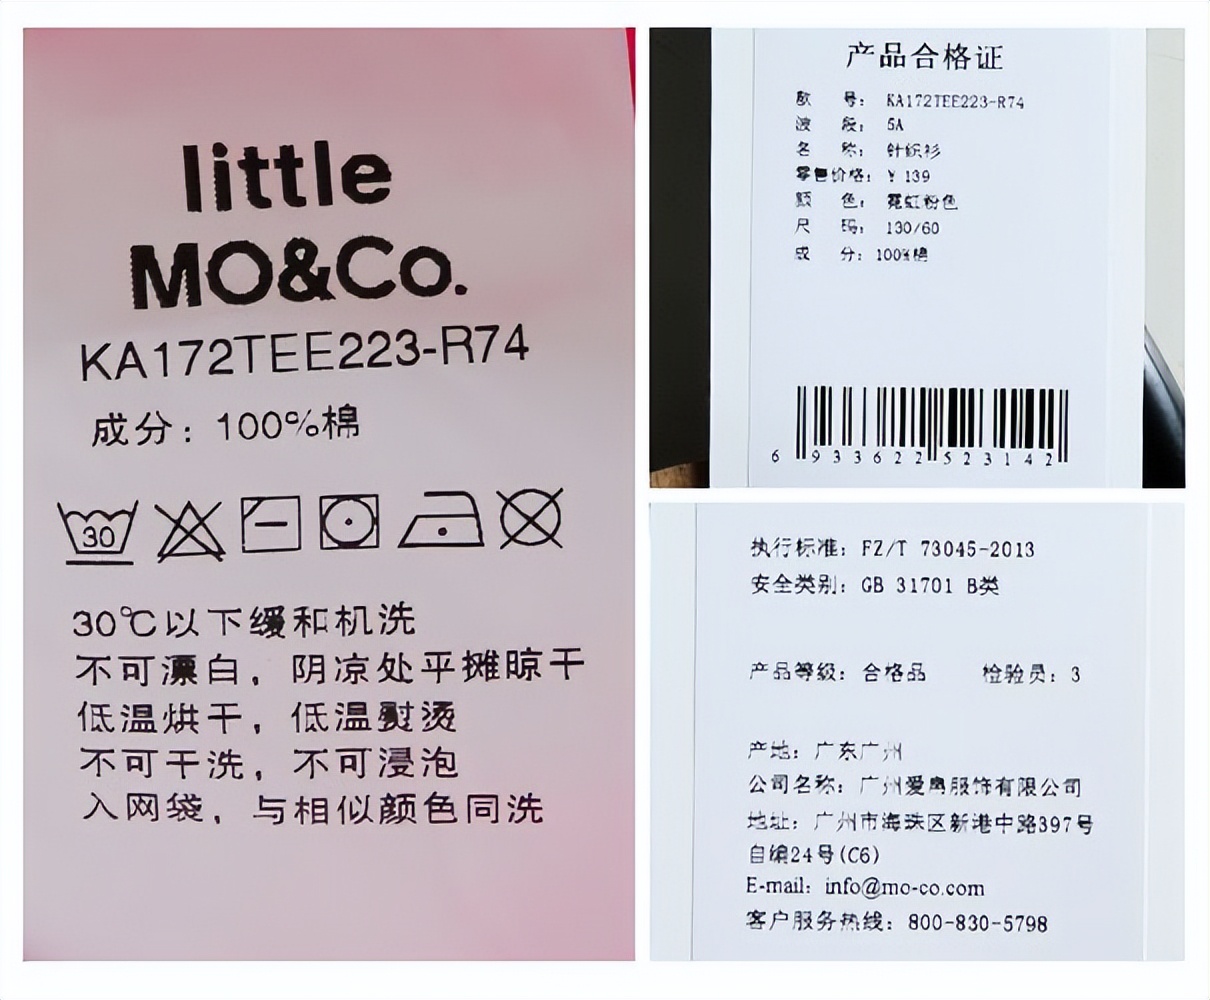 little
MO&Co.
KA172TEE223-R74
成分：100%棉
30
30℃以下缓和机洗
不可漂白，阴凉处平摊晾干
低温烘干，低温熨烫
不可干洗，不可浸泡
入网袋，与相似颜色同洗
产品合格证
款 号：KA172TEE223-R74
波 段：5A
名 称：针织衫
零售价格：¥ 139
颜 色：霓虹粉色
尺 码：130/60
成 分：100%棉
6 933622 523142
执行标准：FZ/T 73045-2013
安全类别：GB 31701 B类
产品等级：合格品 检验员：3
产地：广东广州
公司名称：广州爱粤服饰有限公司
地址：广州市海珠区新港中路397号
自编24号(C6)
E-mail：info@mo-co.com
客户服务热线：800-830-5798